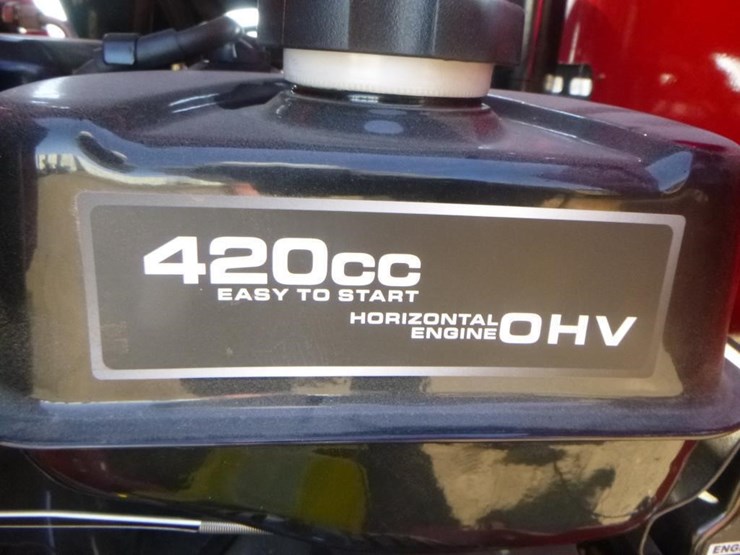 420cc
EASY TO START
HORIZONTAL
ENGINE OHV